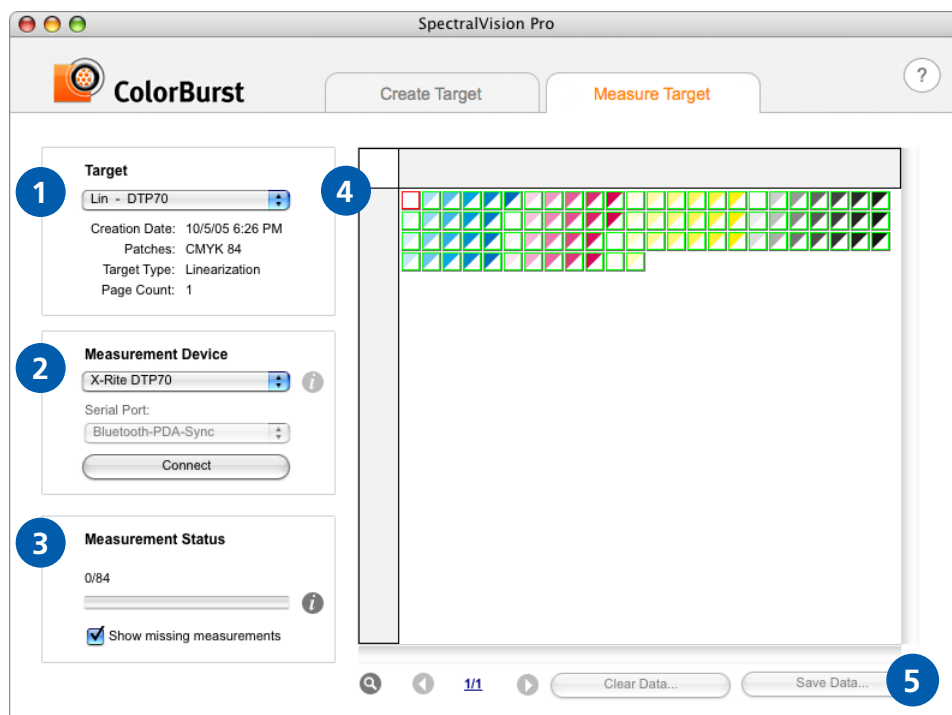 SpectralVision Pro
ColorBurst
Create Target
Measure Target
?
1
Target
Lin - DTP70
Creation Date: 10/5/05 6:26 PM
Patches: CMYK 84
Target Type: Linearization
Page Count: 1
2
Measurement Device
X-Rite DTP70
i
Serial Port:
Bluetooth-PDA-Sync
Connect
3
Measurement Status
0/84
i
Show missing measurements
4
1/1
Clear Data...
Save Data...
5